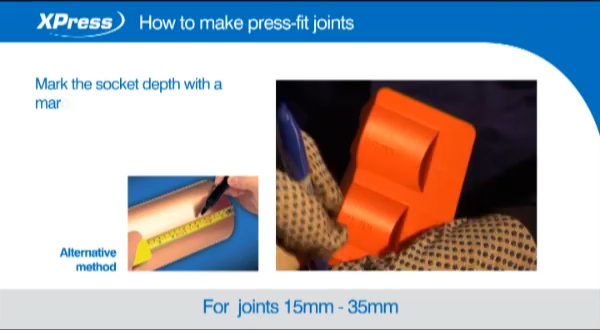 XPress How to make press-fit joints
Mark the socket depth with a
mar
Alternative
method
For joints 15mm - 35mm